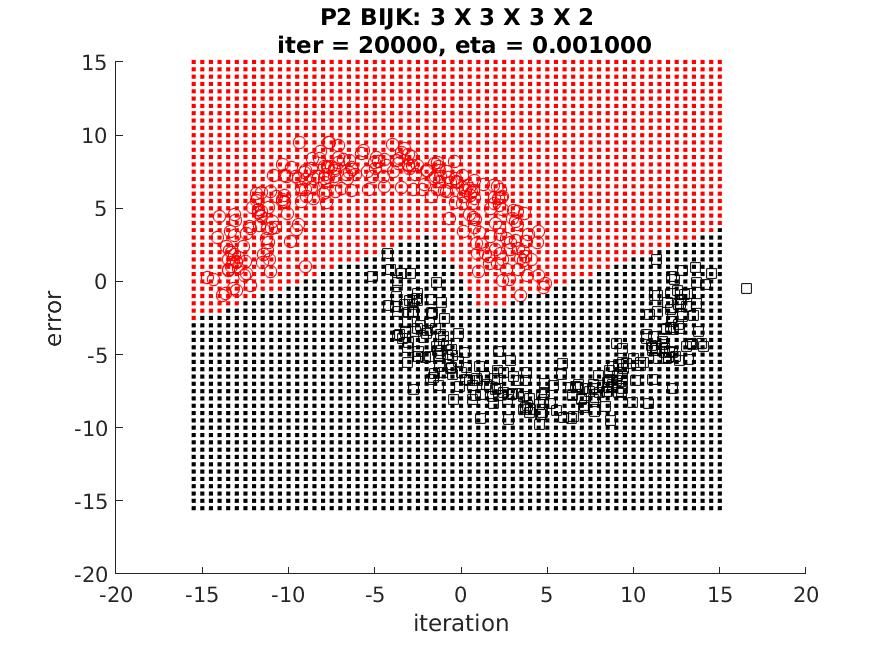 P2 BIJK: 3 X 3 X 3 X 2
iter = 20000, eta = 0.001000
15
10
5
0
-5
-10
-15
-20
error
-20 -15 -10 -5 0 5 10 15 20
iteration